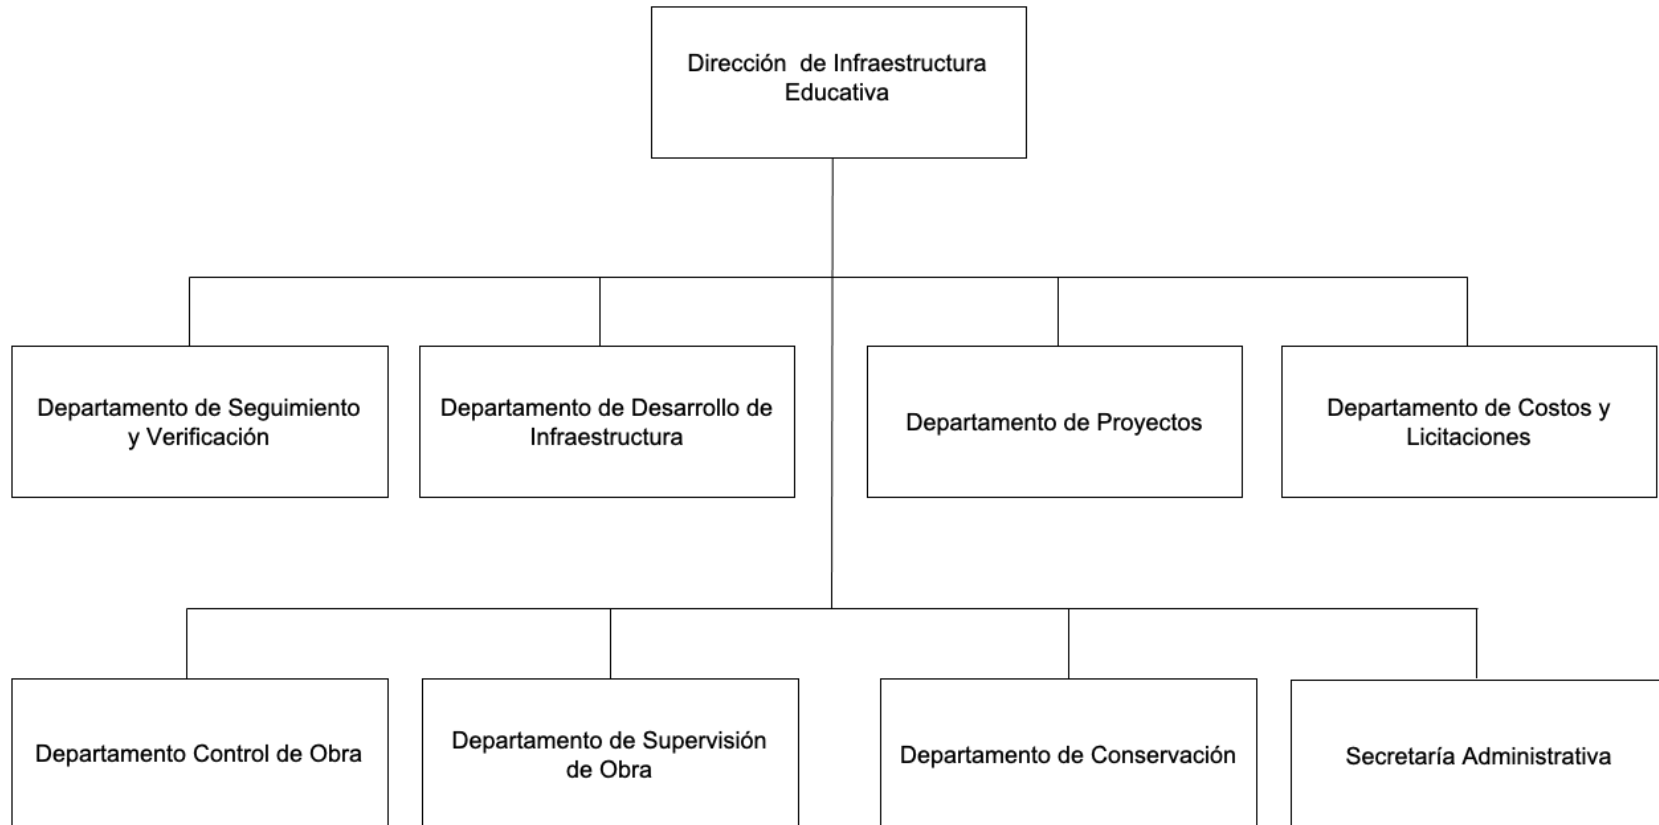 Dirección  de Infraestructura
Educativa
Departamento de Seguimiento
y Verificación
Departamento de Desarrollo de
Infraestructura
Departamento de Proyectos
Departamento de Costos y
Licitaciones
Departamento Control de Obra
Departamento de Supervisión
de Obra
Departamento de Conservación
Secretaría Administrativa